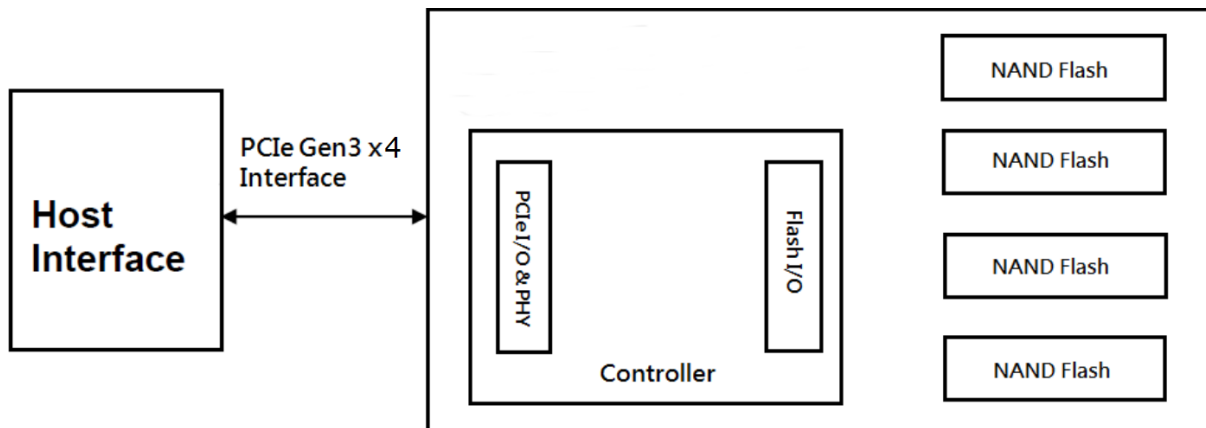 Host
Interface
PCIe Gen3 x4
Interface
PCIe I/O & PHY
Flash I/O
Controller
NAND Flash
NAND Flash
NAND Flash
NAND Flash